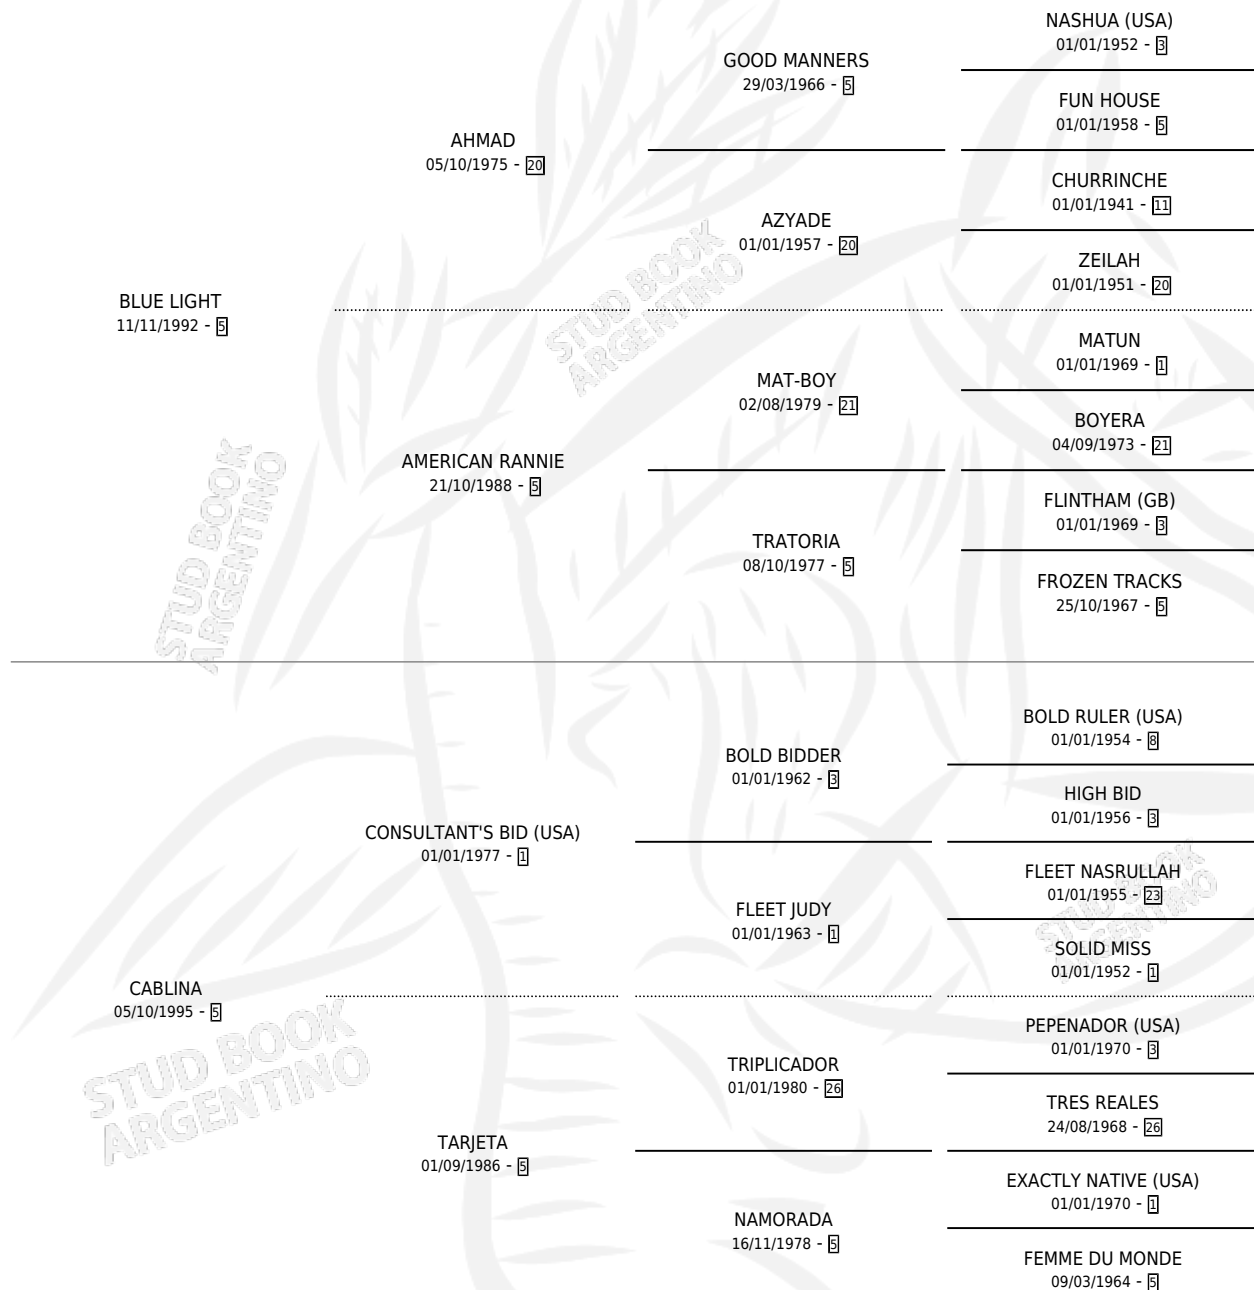 NASHUA (USA)
01/01/1952 - 3
GOOD MANNERS
29/03/1966 - 5
FUN HOUSE
01/01/1958 - 5
AHMAD
05/10/1975 - 20
CHURRINCHE
01/01/1941 - 11
AZYADE
01/01/1957 - 20
ZEILAH
01/01/1951 - 20
BLUE LIGHT
11/11/1992 - 5
STUD BOOK
ARGENTINO
MATUN
01/01/1969 - 1
MAT-BOY
02/08/1979 - 21
BOYERA
04/09/1973 - 21
AMERICAN RANNIE
21/10/1988 - 5
FLINTHAM (GB)
01/01/1969 - 3
TRATORIA
08/10/1977 - 5
FROZEN TRACKS
25/10/1967 - 5
STUD BOOK
ARGENTINO
BOLD RULER (USA)
01/01/1954 - 8
BOLD BIDDER
01/01/1962 - 3
HIGH BID
01/01/1956 - 3
CONSULTANT'S BID (USA)
01/01/1977 - 1
FLEET NASRULLAH
01/01/1955 - 23
FLEET JUDY
01/01/1963 - 1
STUD BOOK
ARGENTINO
SOLID MISS
01/01/1952 - 1
CABLINA
05/10/1995 - 5
STUD BOOK
ARGENTINO
PEPENADOR (USA)
01/01/1970 - 3
TRIPLICADOR
01/01/1980 - 26
TRES REALES
24/08/1968 - 26
TARJETA
01/09/1986 - 5
EXACTLY NATIVE (USA)
01/01/1970 - 1
NAMORADA
16/11/1978 - 5
FEMME DU MONDE
09/03/1964 - 5